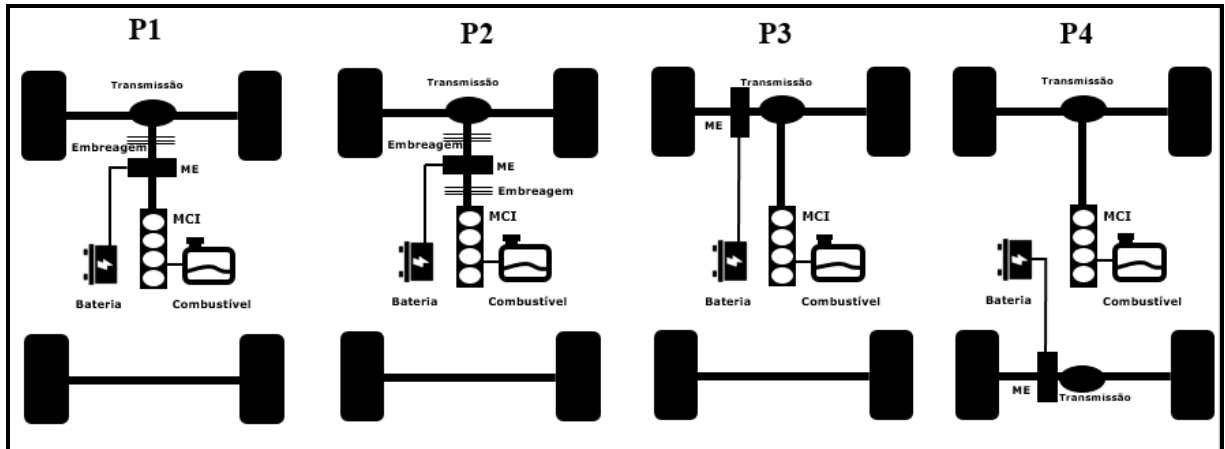 P1
Transmissão
Embreagem
ME
MCI
Bateria
Combustível
P2
Transmissão
Embreagem
ME
Embreagem
MCI
Bateria
Combustível
P3
Transmissão
ME
MCI
Bateria
Combustível
P4
Transmissão
MCI
Bateria
Combustível
ME
Transmissão